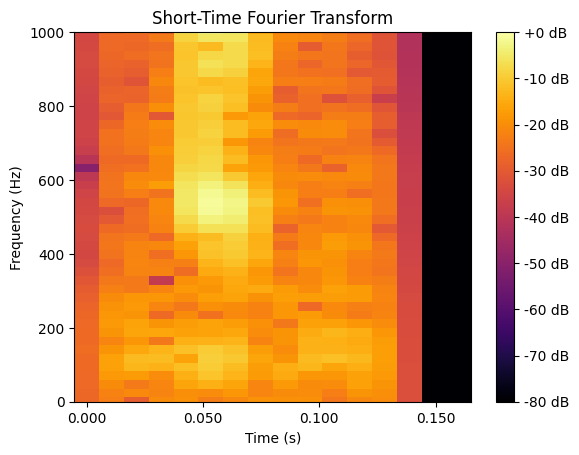 Short-Time Fourier Transform
1000
800
600
400
200
0
Frequency (Hz)
0.000
0.050
0.100
0.150
Time (s)
+0 dB
-10 dB
-20 dB
-30 dB
-40 dB
-50 dB
-60 dB
-70 dB
-80 dB